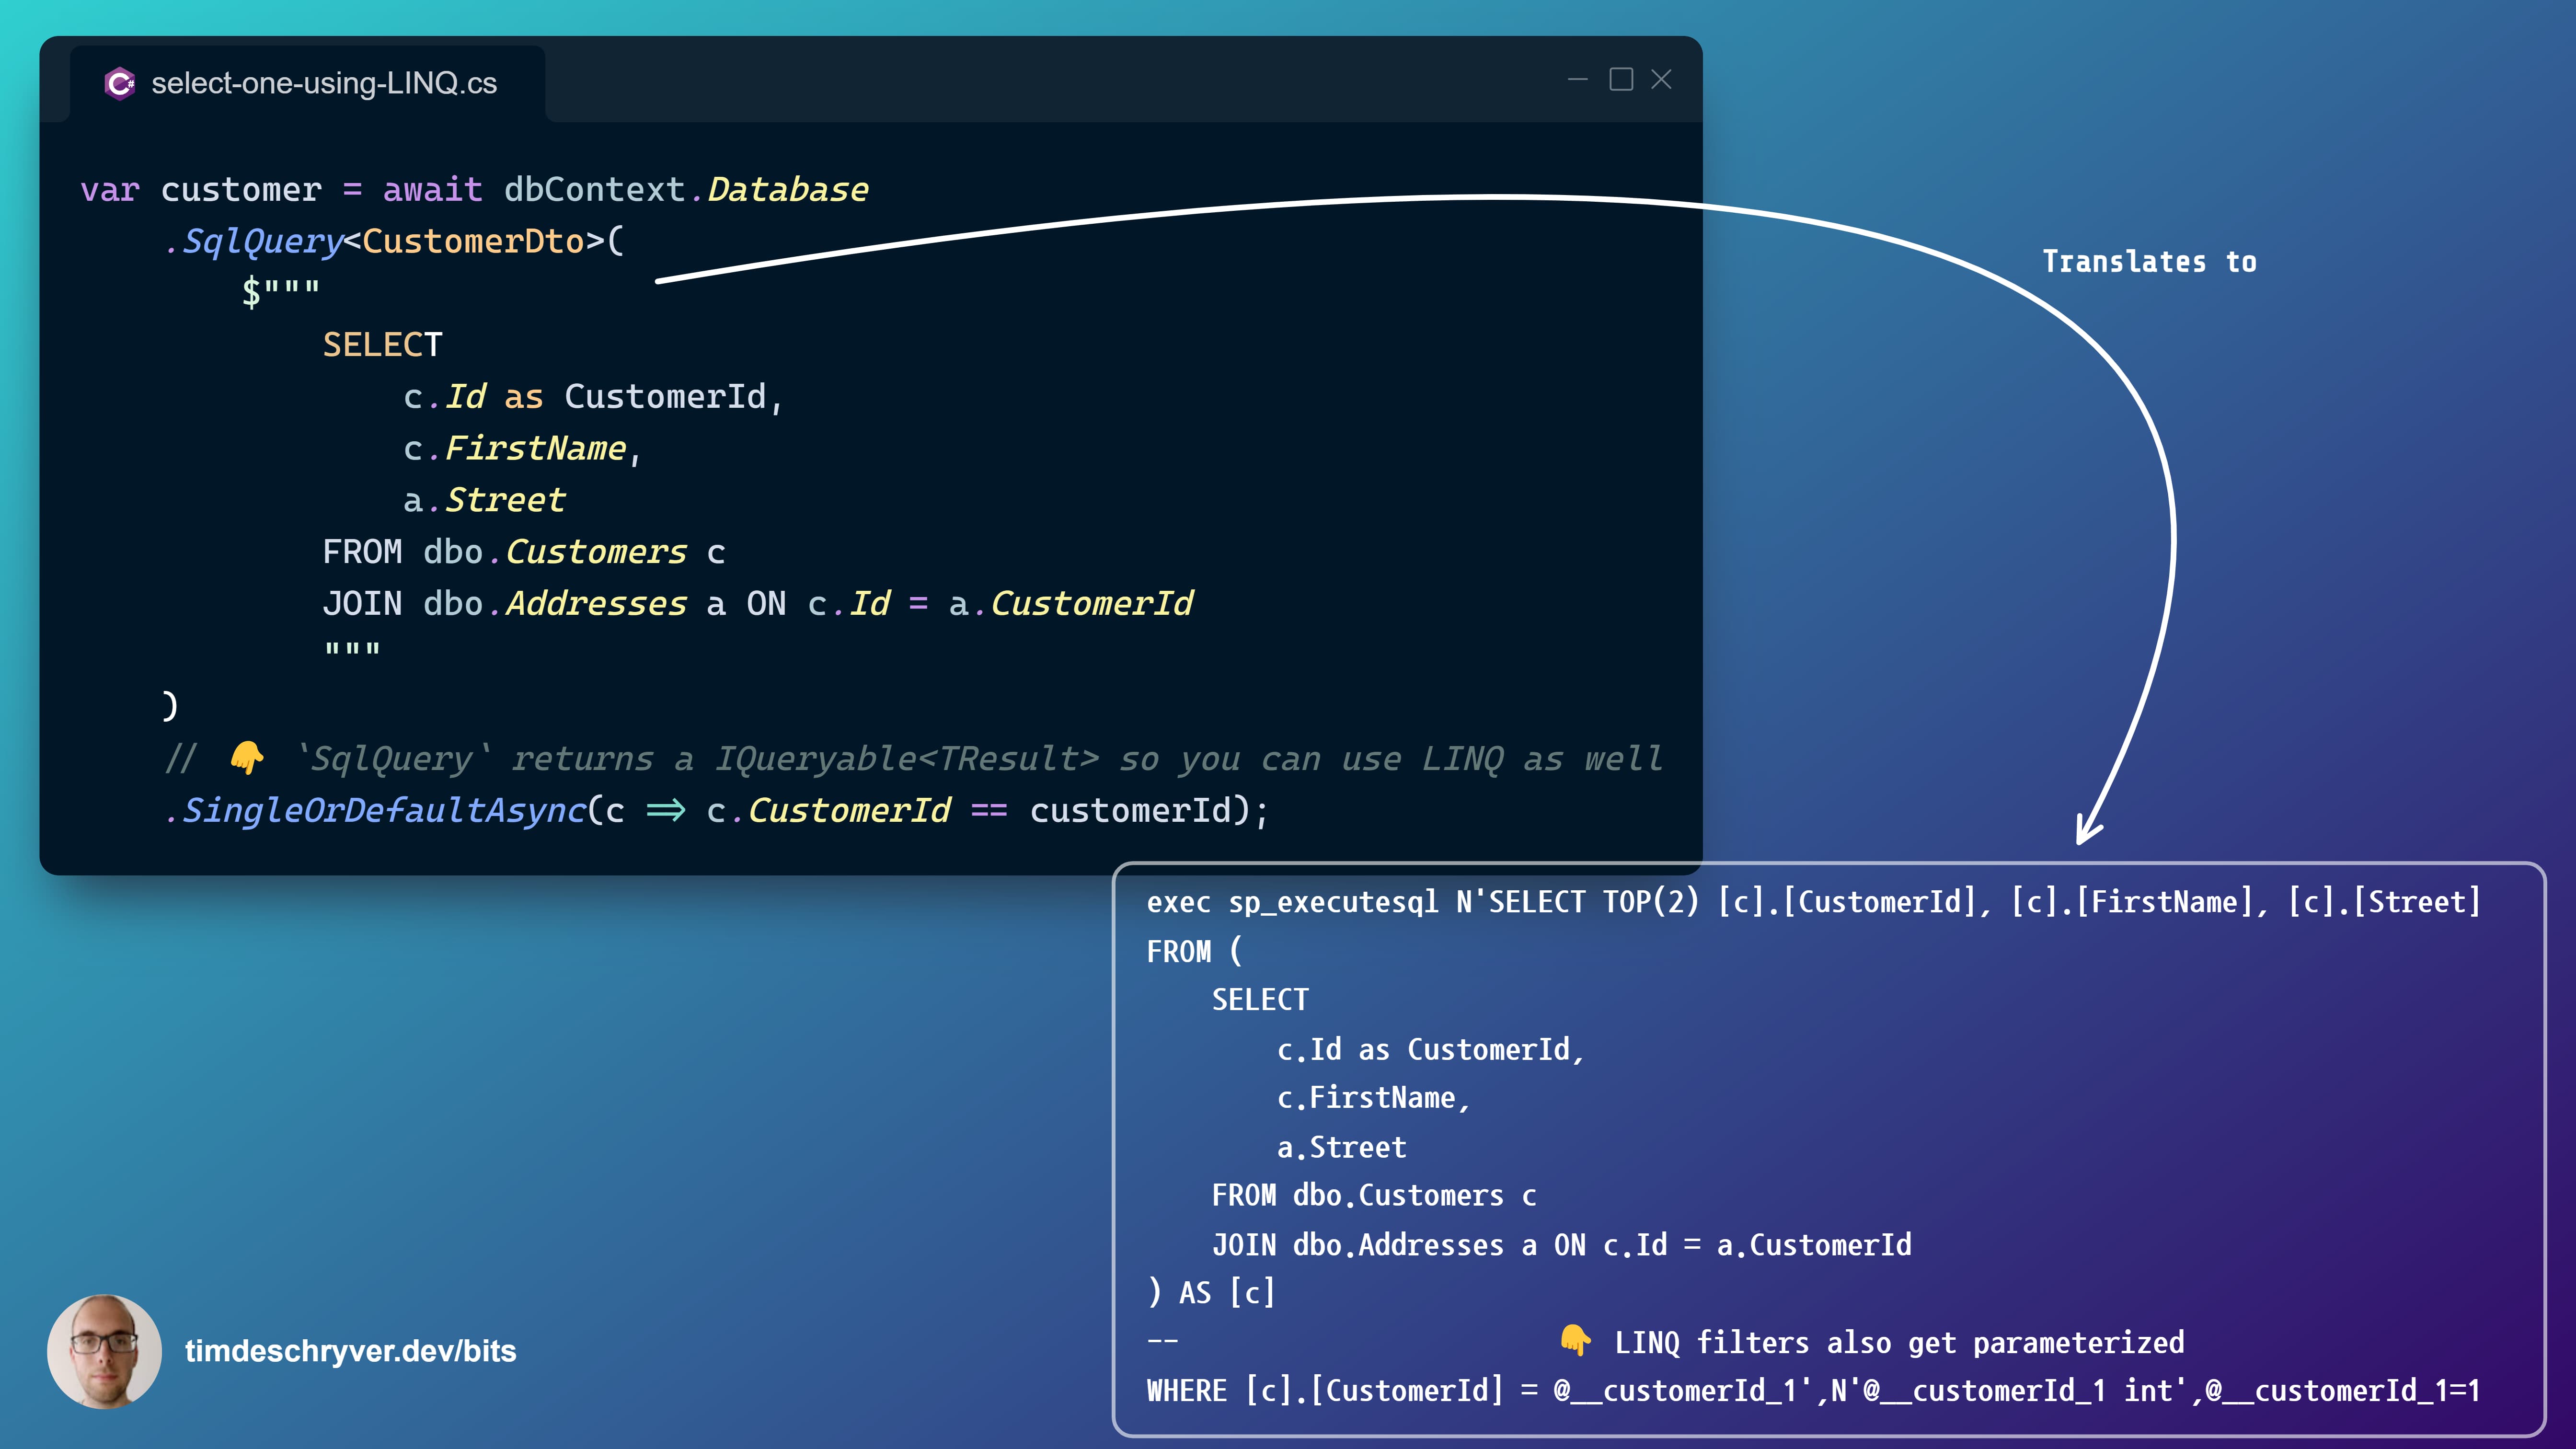 select-one-using-LINQ.cs
var customer = await dbContext.Database
    .SqlQuery<CustomerDto>(
        $"""
            SELECT
                c.Id as CustomerId,
                c.FirstName,
                a.Street
            FROM dbo.Customers c
            JOIN dbo.Addresses a ON c.Id = a.CustomerId
            """
    )
    // 👇 `SqlQuery` returns a IQueryable<TResult> so you can use LINQ as well
    .SingleOrDefaultAsync(c => c.CustomerId == customerId);
Translates to
exec sp_executesql N'SELECT TOP(2) [c].[CustomerId], [c].[FirstName], [c].[Street]
FROM (
    SELECT
        c.Id as CustomerId,
        c.FirstName,
        a.Street
    FROM dbo.Customers c
    JOIN dbo.Addresses a ON c.Id = a.CustomerId
) AS [c]
--                       👇 LINQ filters also get parameterized
WHERE [c].[CustomerId] = @__customerId_1',N'@__customerId_1 int',@__customerId_1=1
timdeschryver.dev/bits